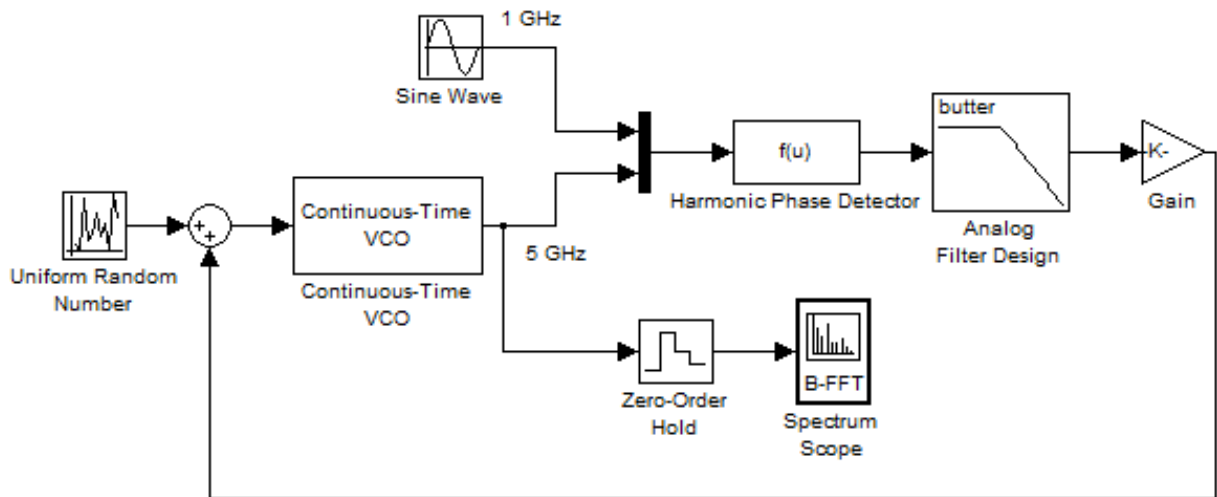 1 GHz
Sine Wave
butter
f(u)
K-
Harmonic Phase Detector
Gain
Analog
Filter Design
Continuous-Time
VCO
+
+
5 GHz
Uniform Random
Number
Continuous-Time
VCO
B-FFT
Zero-Order
Hold
Spectrum
Scope